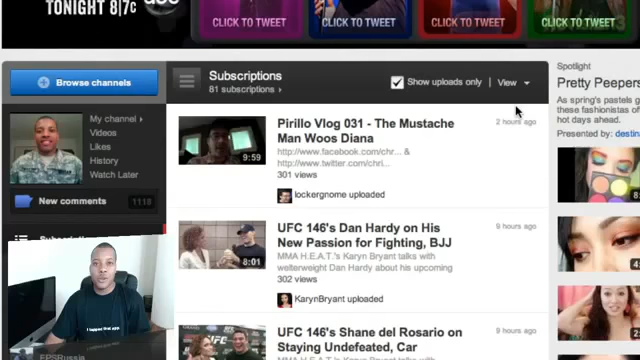 TONIGHT 8|7c abc
CLICK TO TWEET CLICK TO TWEET CLICK TO TWEET CLICK TO TWEET
Browse channels
My channel
Videos
Likes
History
Watch Later
New comments 1118
Subscriptions
81 subscriptions
Show uploads only | View
Pirillo Vlog 031 - The Mustache
Man Woos Diana
2 hours ago
http://www.facebook.com/chr... &
http://www.twitter.com/chri...
301 views
lockergnome uploaded
9:59
UFC 146's Dan Hardy on His
New Passion for Fighting, BJJ
9 hours ago
MMA H.E.A.T.'s Karyn Bryant talks with
welterweight Dan Hardy about his upcoming
302 views
KarynBryant uploaded
8:01
UFC 146's Shane del Rosario on
Staying Undefeated, Car
9 hours ago
Spotlight
Pretty Peepers
As spring's pastels g
these fashionistas of
hot days ahead.
Presented by: destin
FPSRussia